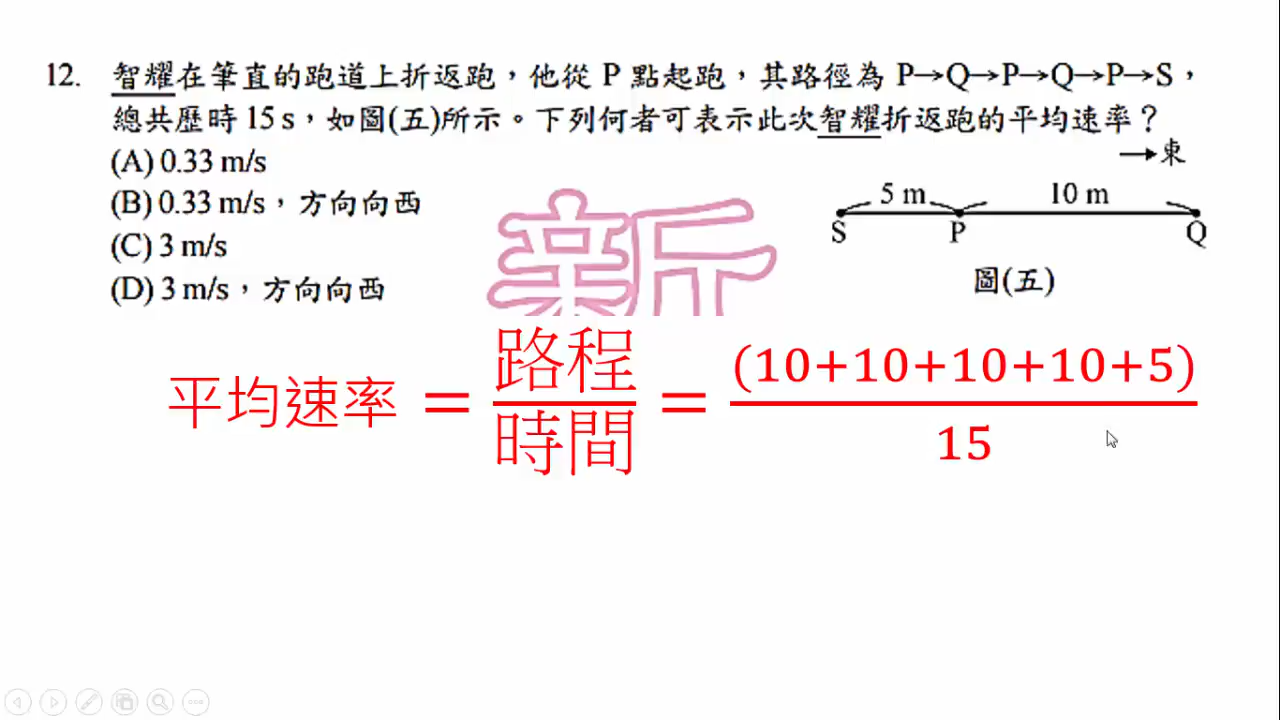 12. 智耀在筆直的跑道上折返跑，他從 P 點起跑，其路徑為 P→Q→P→Q→P→S，
總共歷時 15 s，如圖(五)所示。下列何者可表示此次智耀折返跑的平均速率？
(A) 0.33 m/s
(B) 0.33 m/s，方向向西
(C) 3 m/s
(D) 3 m/s，方向向西
→東
5 m 10 m
S P Q
圖(五)
新
平均速率 = 路程/時間 = (10+10+10+10+5)/15